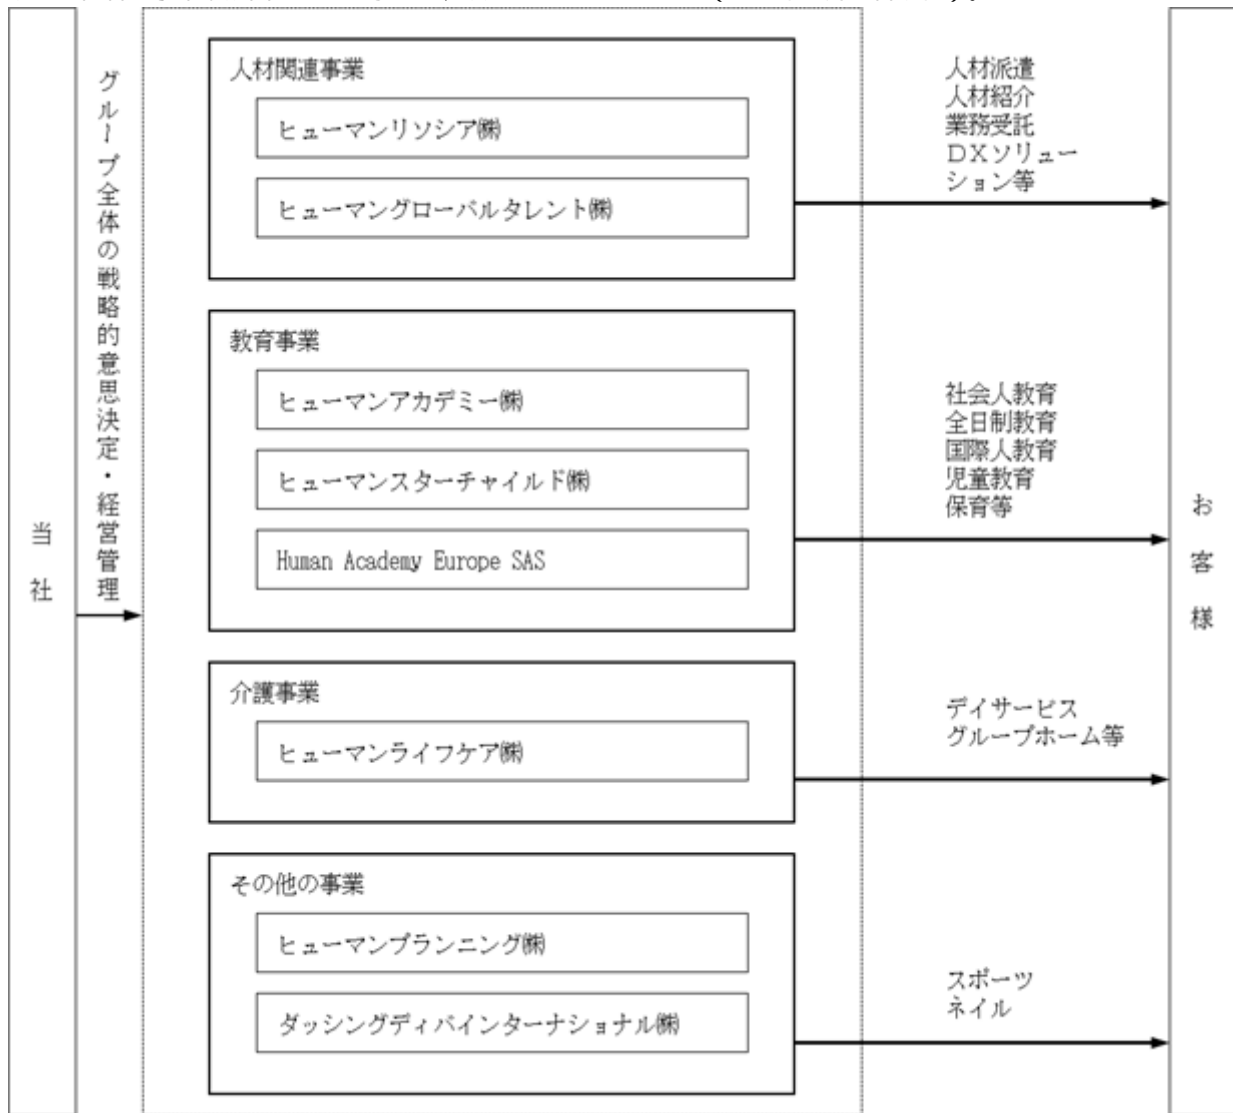 当社
グループ全体の戦略的意思決定・経営管理
人材関連事業
ヒューマンリソシア㈱
ヒューマングローバルタレント㈱
人材派遣
人材紹介
業務受託
ＤＸソリュー
ション等
教育事業
ヒューマンアカデミー㈱
ヒューマンスターチャイルド㈱
Human Academy Europe SAS
社会人教育
全日制教育
国際人教育
児童教育
保育等
介護事業
ヒューマンライフケア㈱
デイサービス
グループホーム等
その他の事業
ヒューマンプランニング㈱
ダッシングディバインターナショナル㈱
スポーツ
ネイル
お客様